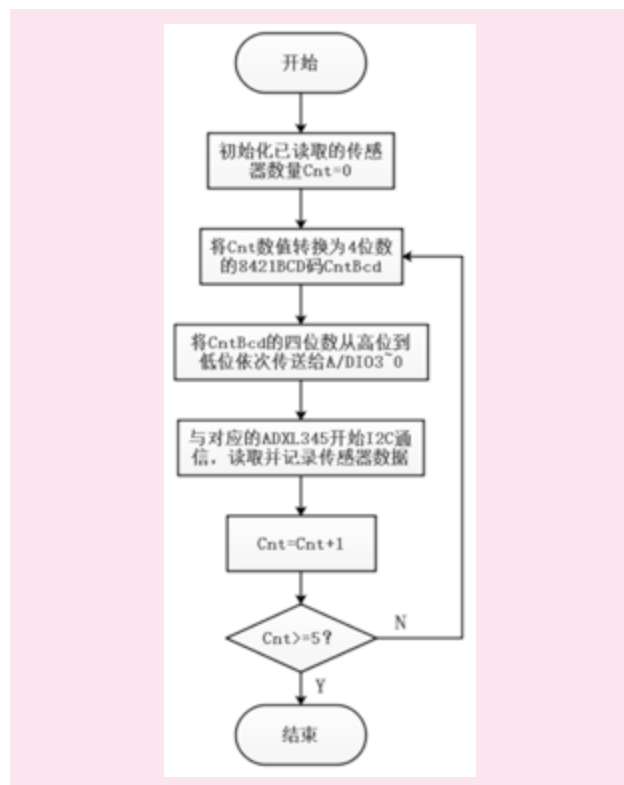 开始
初始化已读取的传感
器数量Cnt=0
将Cnt数值转换为4位数
的8421BCD码CntBcd
将CntBcd的四位数从高位到
低位依次传送给A/DIO3~0
与对应的ADXL345开始I2C通
信，读取并记录传感器数据
Cnt=Cnt+1
Cnt>=5?
N
Y
结束